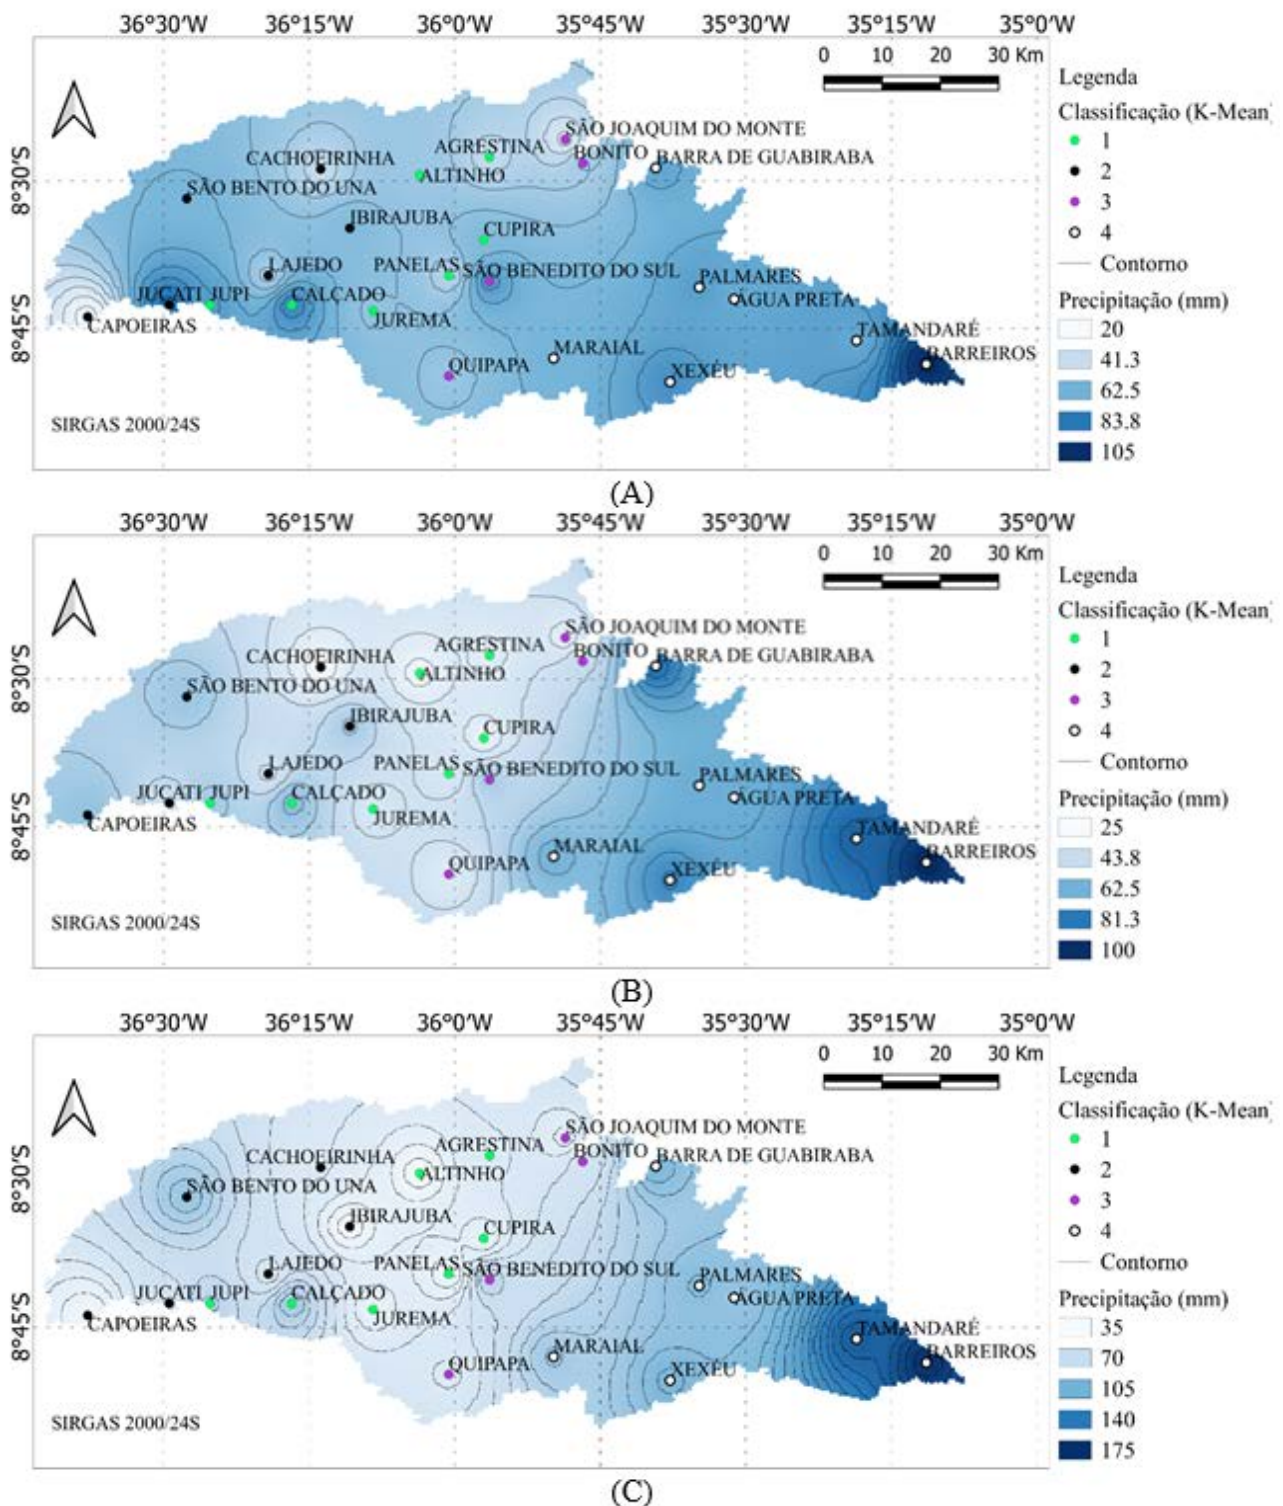 36°30'W 36°15'W 36°0'W 35°45'W 35°30'W 35°15'W 35°0'W
0 10 20 30 Km
Legenda
Classificação (K-Mean)
1
2
3
4
Contorno
Precipitação (mm)
20
41.3
62.5
83.8
105
8°30'S
8°45'S
SÃO JOAQUIM DO MONTE
AGRESTINA
BONITO
BARRA DE GUABIRABA
CACHOEIRINHA
ALTINHO
SÃO BENTO DO UNA
IBIRAJUBA
CUPIRA
LAJEDO
PANELAS
SÃO BENEDITO DO SUL
PALMARES
JUCATI
JUPI
CALÇADO
ÁGUA PRETA
CAPOEIRAS
JUREMA
TAMANDARÉ
MARAIAL
BARREIROS
QUIPAPA
XEXÉU
SIRGAS 2000/24S
(A)
36°30'W 36°15'W 36°0'W 35°45'W 35°30'W 35°15'W 35°0'W
0 10 20 30 Km
Legenda
Classificação (K-Mean)
1
2
3
4
Contorno
Precipitação (mm)
25
43.8
62.5
81.3
100
8°30'S
8°45'S
SÃO JOAQUIM DO MONTE
AGRESTINA
BONITO
BARRA DE GUABIRABA
CACHOEIRINHA
ALTINHO
SÃO BENTO DO UNA
IBIRAJUBA
CUPIRA
LAJEDO
PANELAS
SÃO BENEDITO DO SUL
PALMARES
JUCATI
JUPI
CALÇADO
ÁGUA PRETA
CAPOEIRAS
JUREMA
TAMANDARÉ
MARAIAL
BARREIROS
QUIPAPA
XEXÉU
SIRGAS 2000/24S
(B)
36°30'W 36°15'W 36°0'W 35°45'W 35°30'W 35°15'W 35°0'W
0 10 20 30 Km
Legenda
Classificação (K-Mean)
1
2
3
4
Contorno
Precipitação (mm)
35
70
105
140
175
8°30'S
8°45'S
SÃO JOAQUIM DO MONTE
AGRESTINA
BONITO
BARRA DE GUABIRABA
CACHOEIRINHA
ALTINHO
SÃO BENTO DO UNA
IBIRAJUBA
CUPIRA
LAJEDO
PANELAS
SÃO BENEDITO DO SUL
PALMARES
JUCATI
JUPI
CALÇADO
ÁGUA PRETA
CAPOEIRAS
JUREMA
TAMANDARÉ
MARAIAL
BARREIROS
QUIPAPA
XEXÉU
SIRGAS 2000/24S
(C)